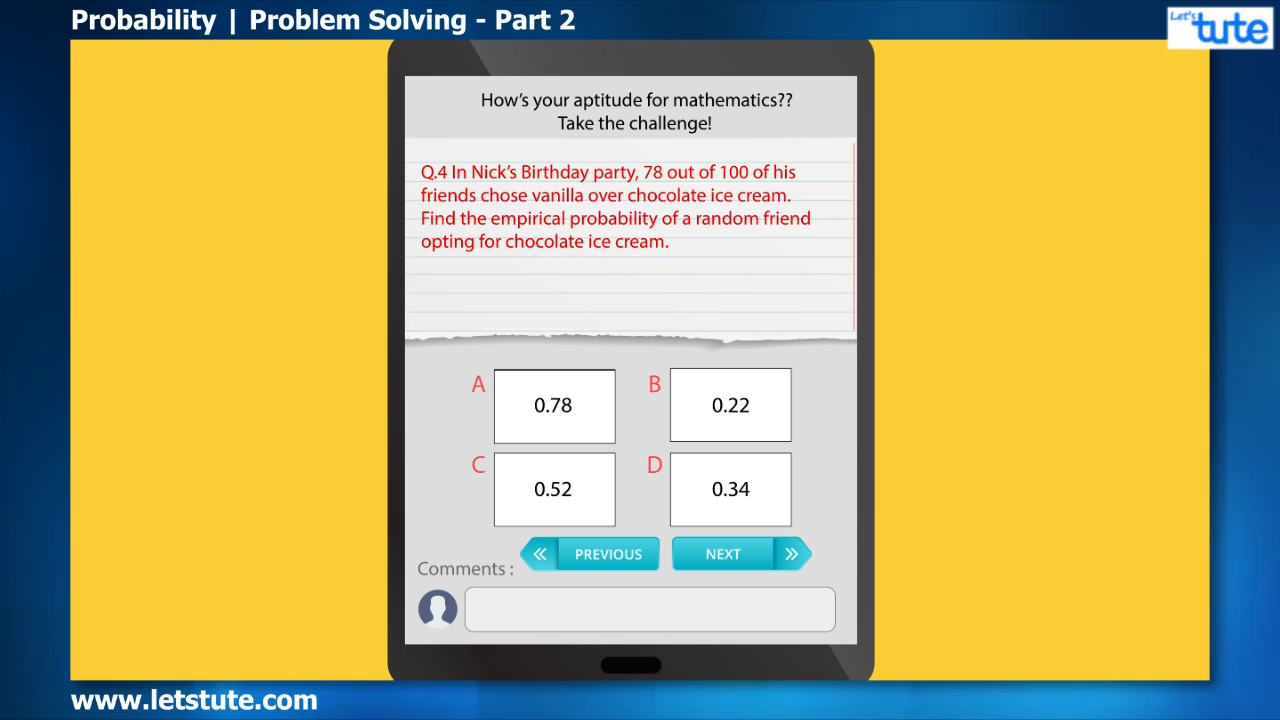 Probability | Problem Solving - Part 2
Let's
tute
How's your aptitude for mathematics??
Take the challenge!
Q.4 In Nick's Birthday party, 78 out of 100 of his
friends chose vanilla over chocolate ice cream.
Find the empirical probability of a random friend
opting for chocolate ice cream.
A
0.78
B
0.22
C
0.52
D
0.34
« PREVIOUS
NEXT »
Comments :
www.letstute.com